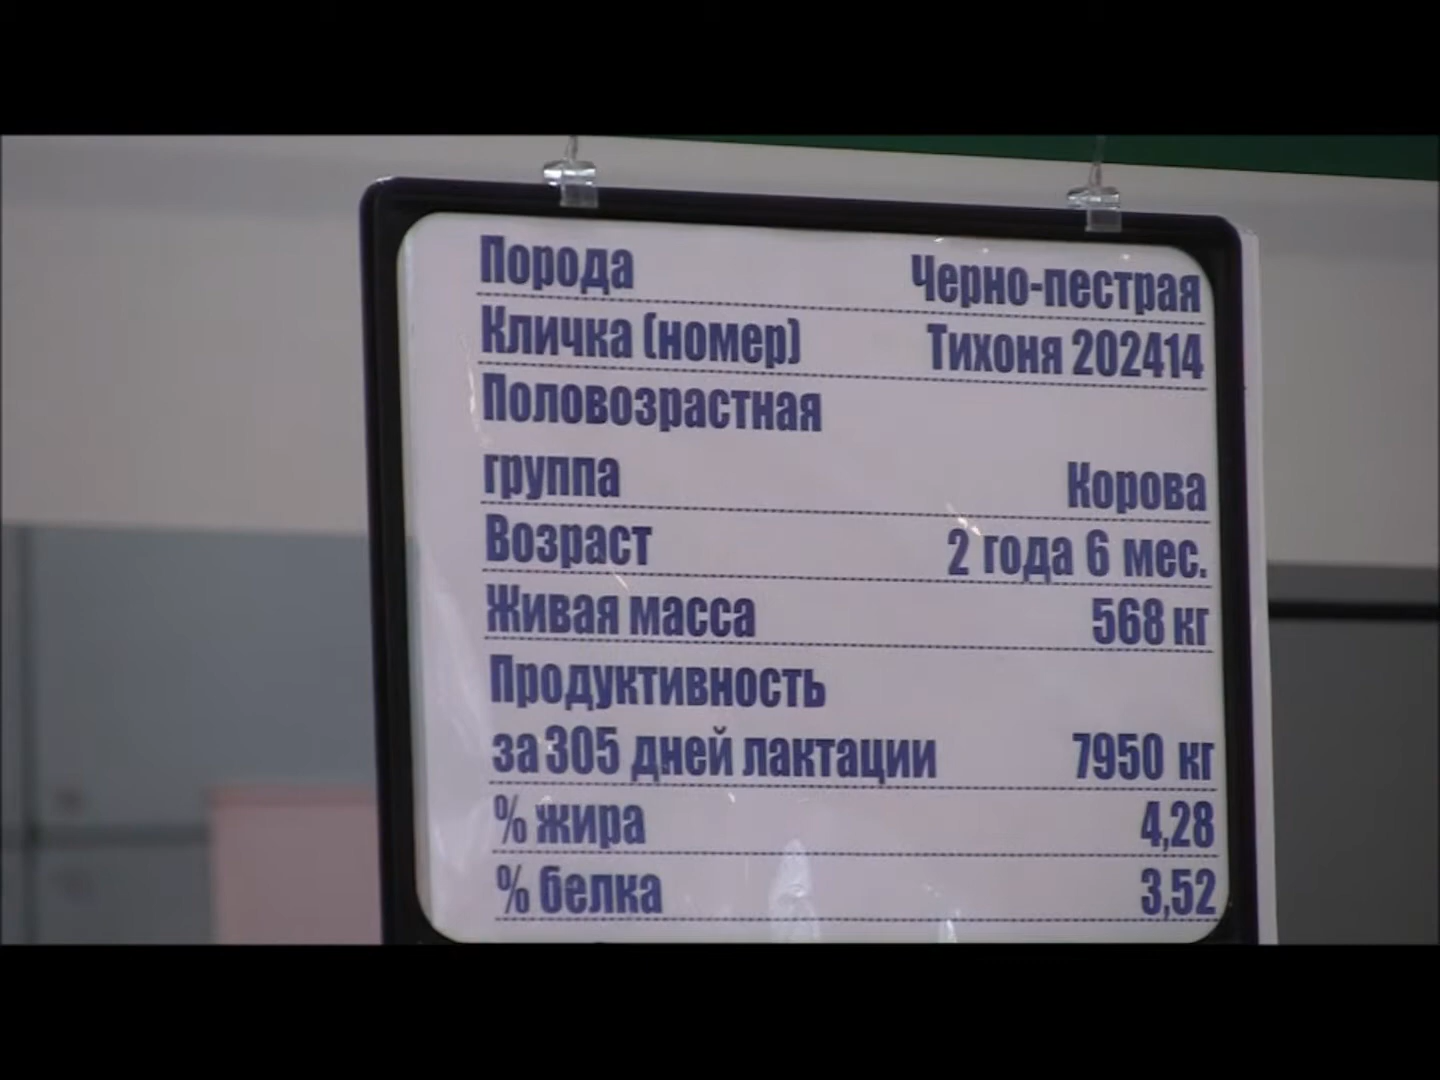 Порода Черно-пестрая
Кличка (номер) Тихоня 202414
Половозрастная
группа Корова
Возраст 2 года 6 мес.
Живая масса 568 кг
Продуктивность
за 305 дней лактации 7950 кг
% жира 4,28
% белка 3,52